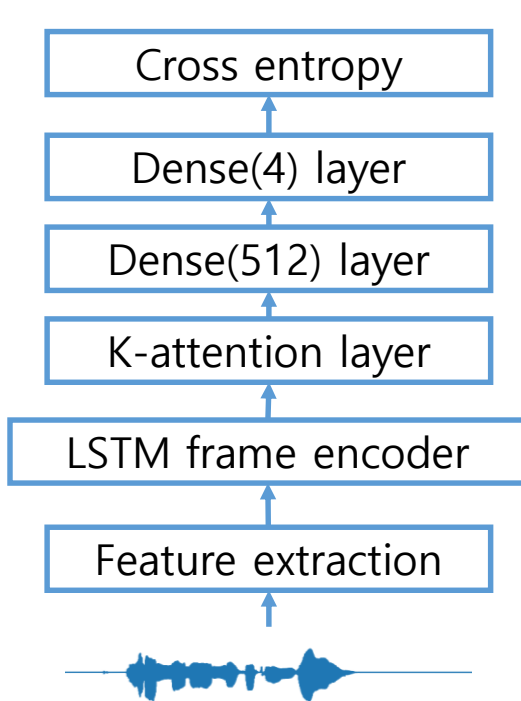 Cross entropy
Dense(4) layer
Dense(512) layer
K-attention layer
LSTM frame encoder
Feature extraction